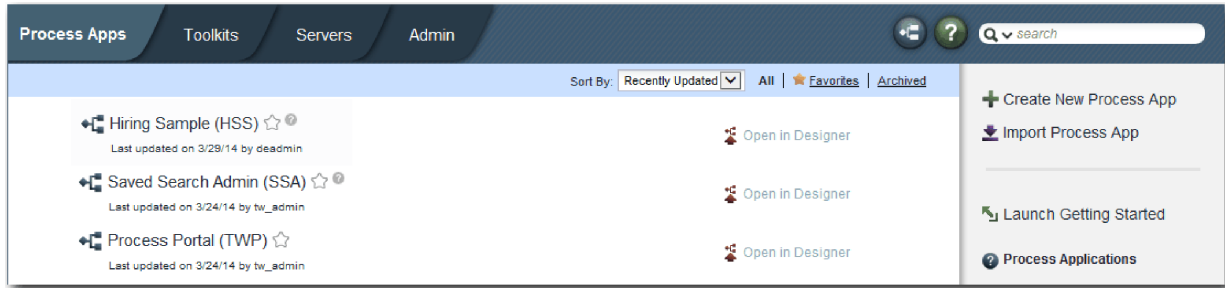 Process Apps Toolkits Servers Admin ? search
Sort By: Recently Updated All Favorites Archived
Hiring Sample (HSS) ?
Last updated on 3/29/14 by deadmin
Open in Designer
Saved Search Admin (SSA) ?
Last updated on 3/24/14 by tw_admin
Open in Designer
Process Portal (TWP)
Last updated on 3/24/14 by tw_admin
Open in Designer
Create New Process App
Import Process App
Launch Getting Started
? Process Applications